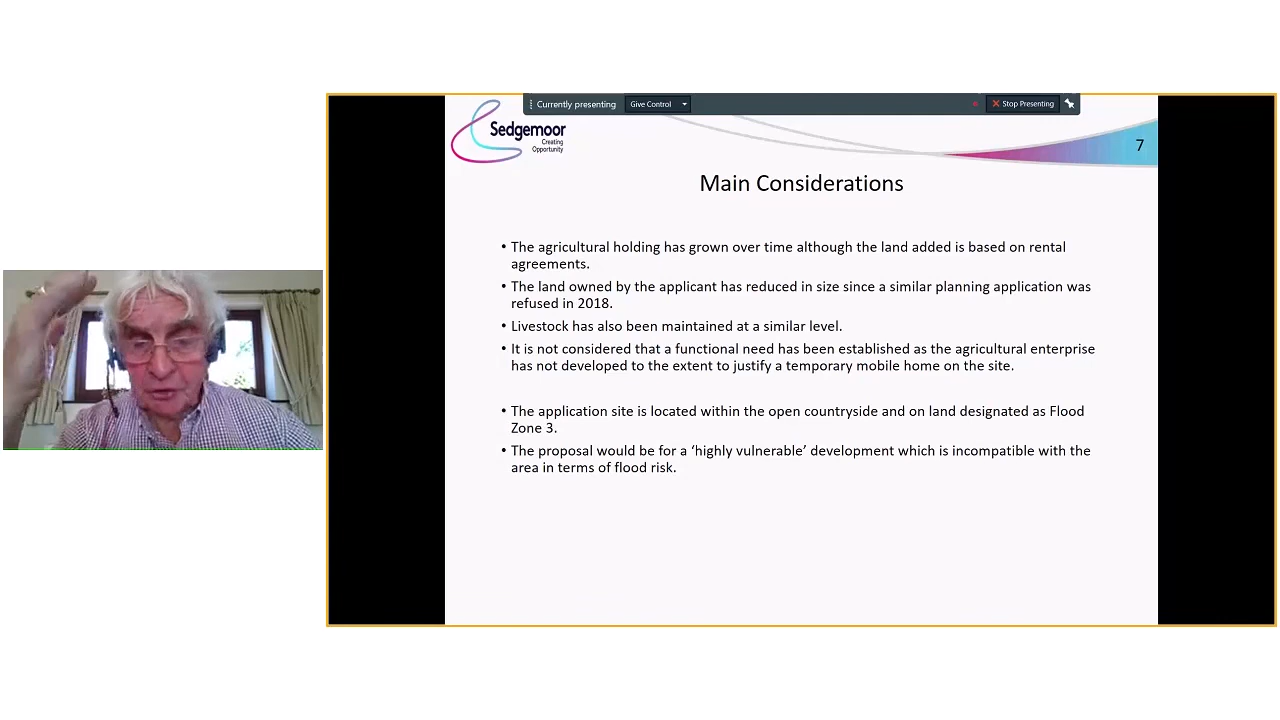 Currently presenting
Give Control
Stop Presenting
Sedgemoor
Creating
Opportunity
7
Main Considerations
• The agricultural holding has grown over time although the land added is based on rental
agreements.
• The land owned by the applicant has reduced in size since a similar planning application was
refused in 2018.
• Livestock has also been maintained at a similar level.
• It is not considered that a functional need has been established as the agricultural enterprise
has not developed to the extent to justify a temporary mobile home on the site.
• The application site is located within the open countryside and on land designated as Flood
Zone 3.
• The proposal would be for a ‘highly vulnerable’ development which is incompatible with the
area in terms of flood risk.